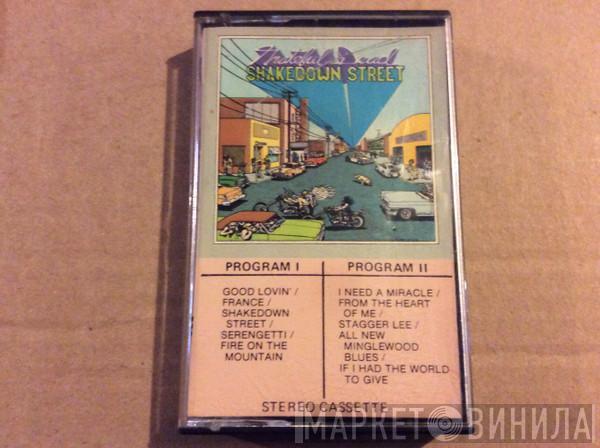 Grateful Dead
SHAKEDOWN STREET
PROGRAM I
GOOD LOVIN' /
FRANCE /
SHAKEDOWN
STREET /
SERENGETTI /
FIRE ON THE
MOUNTAIN
PROGRAM II
I NEED A MIRACLE /
FROM THE HEART
OF ME /
STAGGER LEE /
ALL NEW
MINGLEWOOD
BLUES /
IF I HAD THE WORLD
TO GIVE
STEREO CASSETTE
МАРКЕТ ВИНИЛА